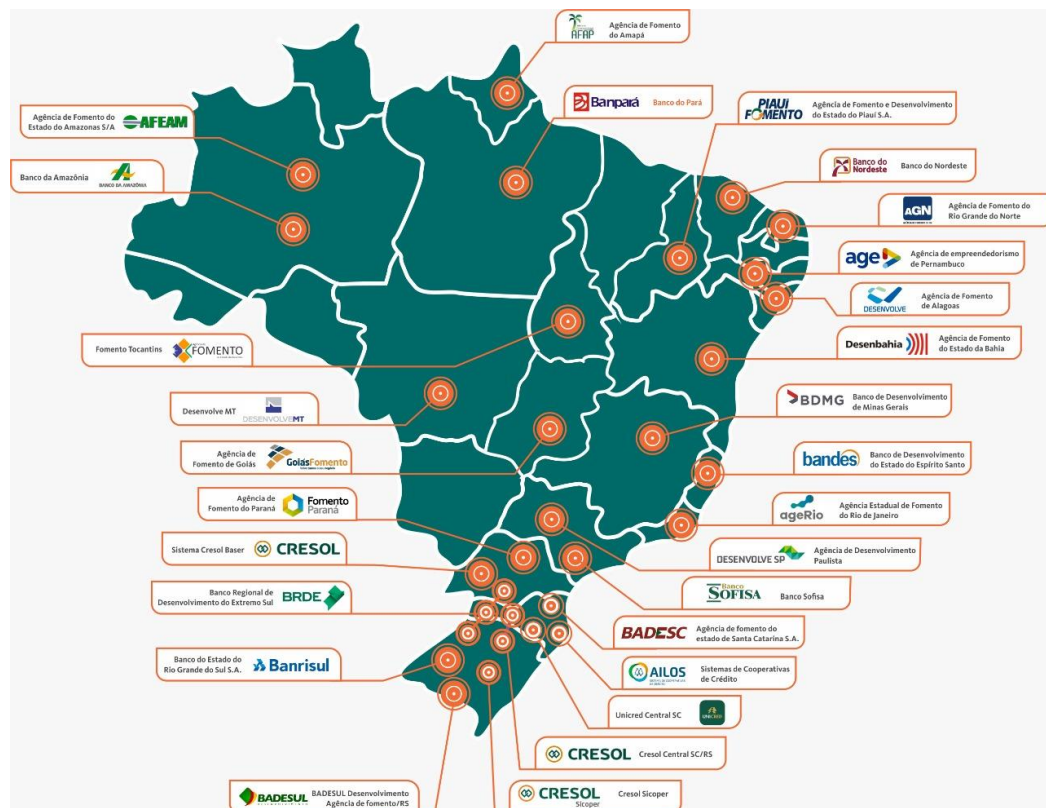 AFAP
Agência de Fomento
do Amapá
Banpará
Banco do Pará
PIAUÍ
FOMENTO
Agência de Fomento e Desenvolvimento
do Estado do Piauí S.A.
Agência de Fomento do
Estado do Amazonas S/A
AFEAM
Banco da Amazônia
BANCO DA AMAZÔNIA
Banco do
Nordeste
Banco do Nordeste
AGN
Agência de Fomento do
Rio Grande do Norte
age
Agência de empreendedorismo
de Pernambuco
DESENVOLVE
Agência de Fomento
de Alagoas
Desenbahia
Agência de Fomento
do Estado da Bahia
Fomento Tocantins
FOMENTO
Desenvolve MT
DESENVOLVEMT
BDMG
Banco de Desenvolvimento
de Minas Gerais
Agência de
Fomento de Goiás
GoiásFomento
bandes
Banco de Desenvolvimento
do Estado do Espírito Santo
Agência de
Fomento do Paraná
Fomento
Paraná
ageRio
Agência Estadual de Fomento
do Rio de Janeiro
Sistema Cresol Baser
CRESOL
DESENVOLVE SP
Agência de Desenvolvimento
Paulista
Banco Regional de
Desenvolvimento do Extremo Sul
BRDE
Banco
SOFISA
Banco Sofisa
BADESC
Agência de fomento do
estado de Santa Catarina S.A.
Banco do Estado do
Rio Grande do Sul S.A.
Banrisul
AILOS
Sistemas de Cooperativas
de Crédito
Unicred Central SC
CRESOL
Cresol Central SC/RS
BADESUL
BADESUL Desenvolvimento
Agência de fomento/RS
CRESOL
Sicoper
Cresol Sicoper